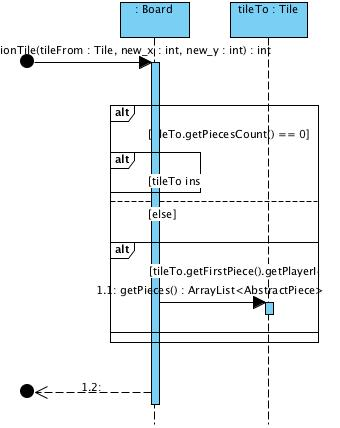 : Board
tileTo : Tile
ionTile(tileFrom : Tile, new_x : int, new_y : int) : int
alt
[tileTo.getPiecesCount() == 0]
alt
[tileTo ins
[else]
alt
[tileTo.getFirstPiece().getPlayerI
1.1: getPieces() : ArrayList<AbstractPiece>
1.2: